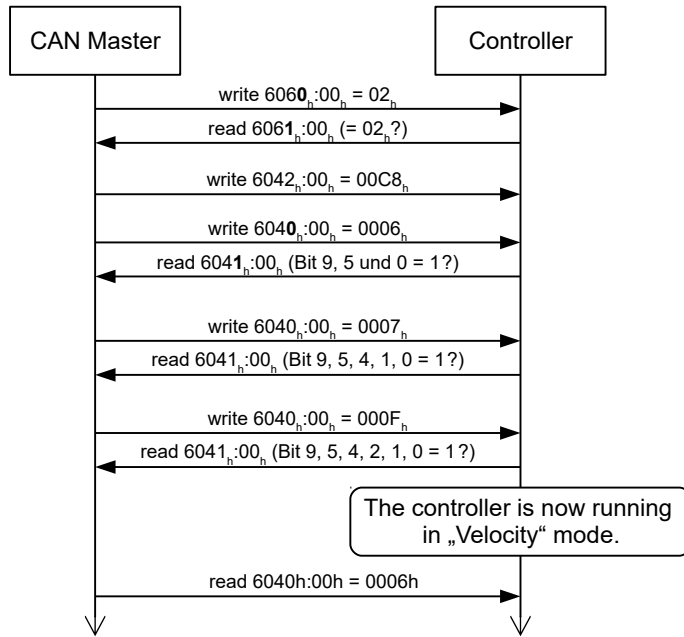 CAN Master
Controller
write 6060ₕ:00ₕ = 02ₕ
read 6061ₕ:00ₕ (= 02ₕ?)
write 6042ₕ:00ₕ = 00C8ₕ
write 6040ₕ:00ₕ = 0006ₕ
read 6041ₕ:00ₕ (Bit 9, 5 und 0 = 1?)
write 6040ₕ:00ₕ = 0007ₕ
read 6041ₕ:00ₕ (Bit 9, 5, 4, 1, 0 = 1?)
write 6040ₕ:00ₕ = 000Fₕ
read 6041ₕ:00ₕ (Bit 9, 5, 4, 2, 1, 0 = 1?)
The controller is now running
in „Velocity“ mode.
read 6040h:00h = 0006h